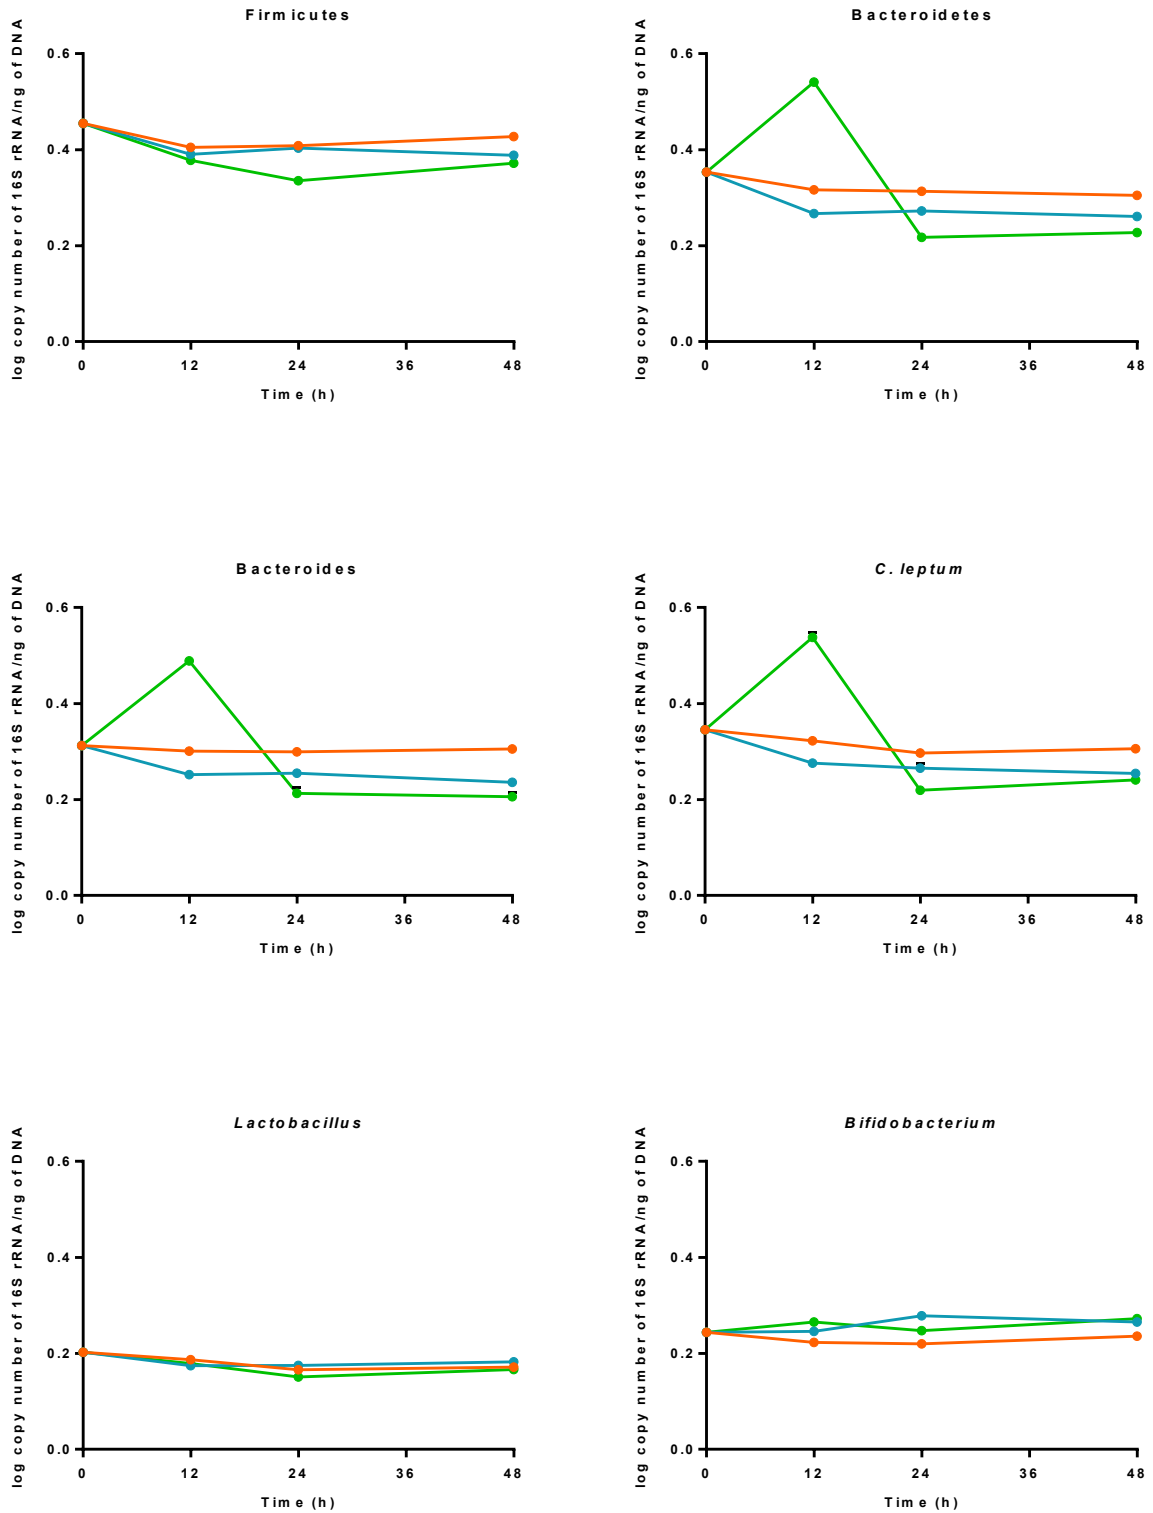 Firmicutes
log copy number of 16S rRNA/ng of DNA
0.6
0.4
0.2
0.0
0 12 24 36 48
Time (h)
Bacteroidetes
log copy number of 16S rRNA/ng of DNA
0.6
0.4
0.2
0.0
0 12 24 36 48
Time (h)
Bacteroides
log copy number of 16S rRNA/ng of DNA
0.6
0.4
0.2
0.0
0 12 24 36 48
Time (h)
C. leptum
log copy number of 16S rRNA/ng of DNA
0.6
0.4
0.2
0.0
0 12 24 36 48
Time (h)
Lactobacillus
log copy number of 16S rRNA/ng of DNA
0.6
0.4
0.2
0.0
0 12 24 36 48
Time (h)
Bifidobacterium
log copy number of 16S rRNA/ng of DNA
0.6
0.4
0.2
0.0
0 12 24 36 48
Time (h)